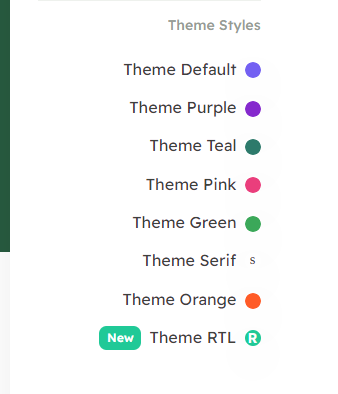 Theme Styles
Theme Default
Theme Purple
Theme Teal
Theme Pink
Theme Green
Theme Serif S
Theme Orange
New Theme RTL R